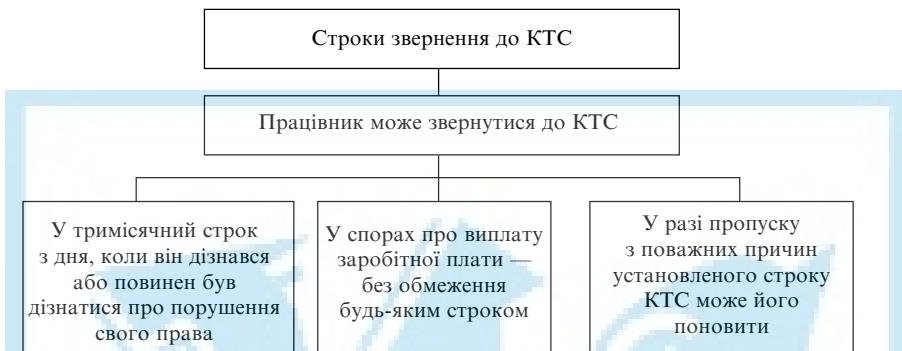 Строки звернення до КТС
Працівник може звернутися до КТС
У тримісячний строк
з дня, коли він дізнався
або повинен був
дізнатися про порушення
свого права
У спорах про виплату
заробітної плати —
без обмеження
будь-яким строком
У разі пропуску
з поважних причин
установленого строку
КТС може його
поновити